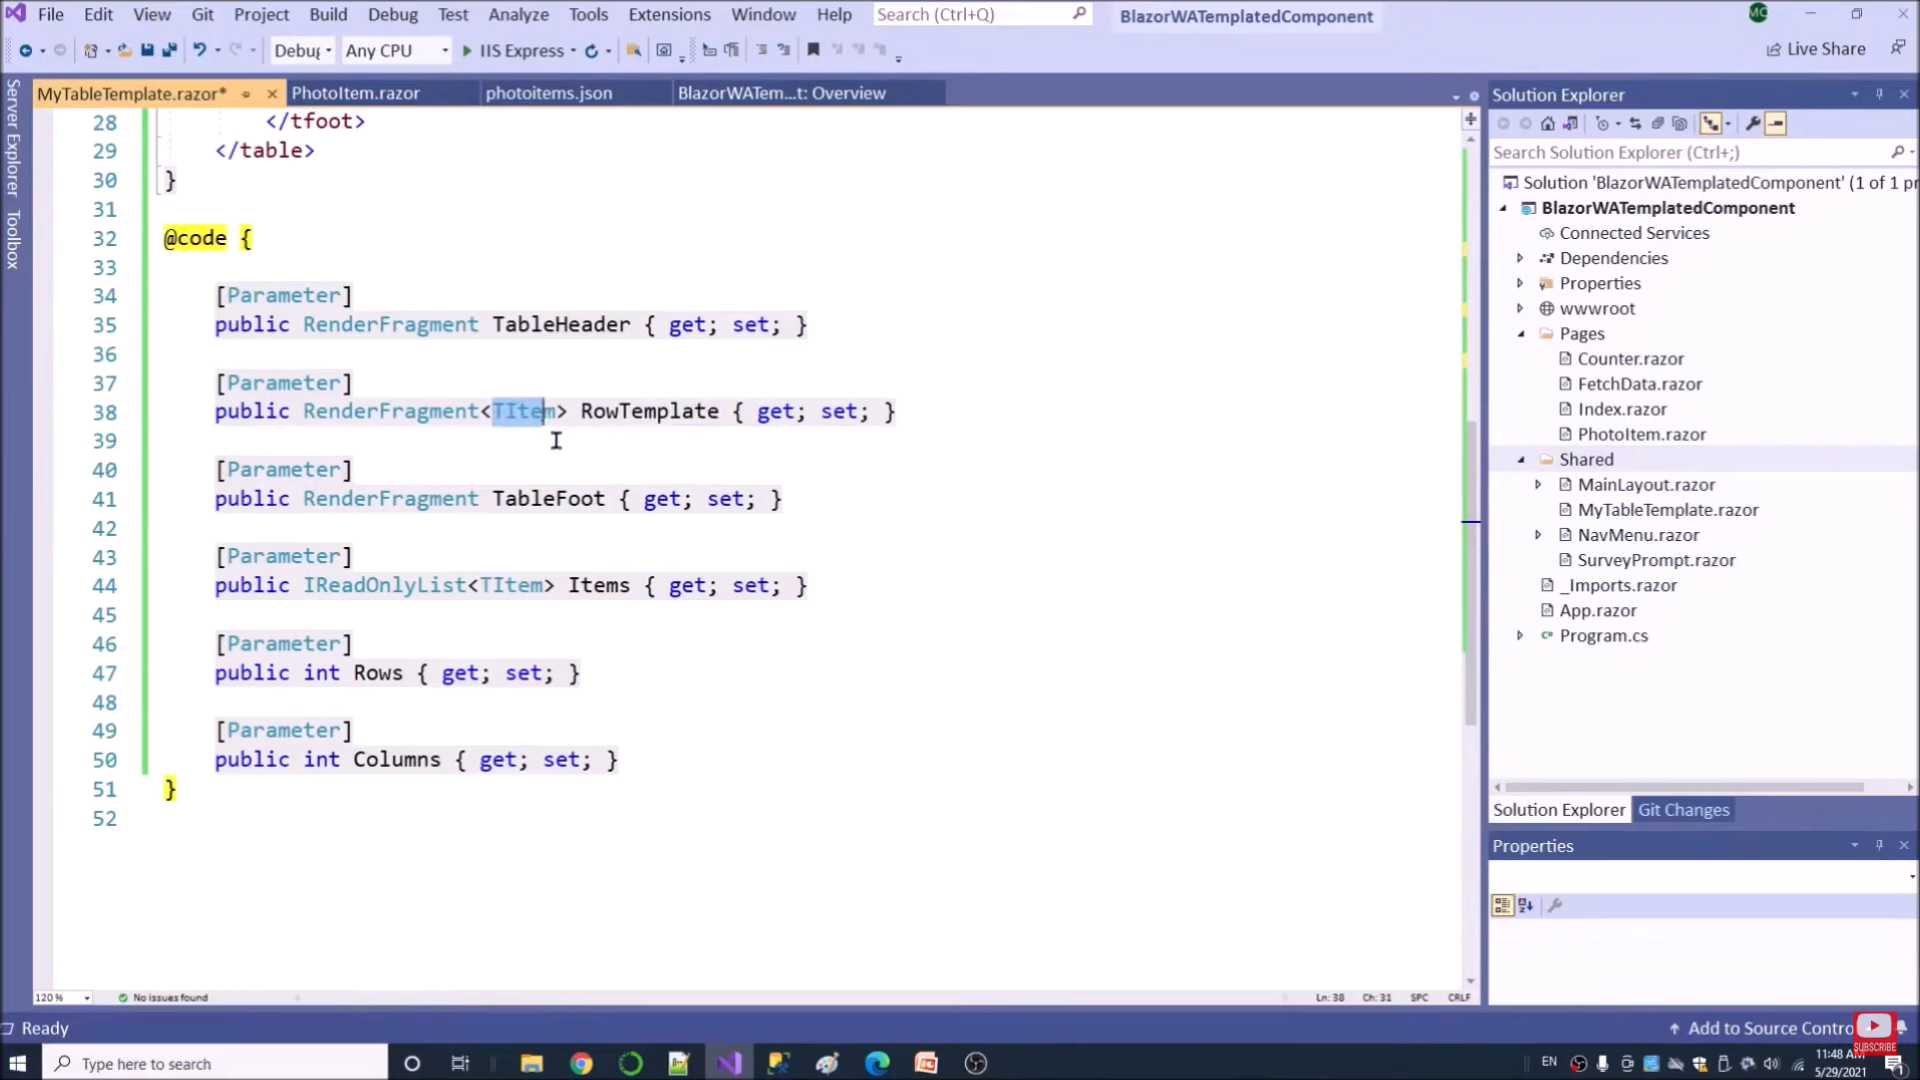 File Edit View Git Project Build Debug Test Analyze Tools Extensions Window Help Search (Ctrl+Q) BlazorWATemplatedComponent MC
Debug Any CPU IIS Express Live Share
Server Explorer
Toolbox
MyTableTemplate.razor* PhotoItem.razor photoitems.json BlazorWATem...t: Overview
28 </tfoot>
29 </table>
30 }
31
32 @code {
33
34 [Parameter]
35 public RenderFragment TableHeader { get; set; }
36
37 [Parameter]
38 public RenderFragment<TItem> RowTemplate { get; set; }
39
40 [Parameter]
41 public RenderFragment TableFoot { get; set; }
42
43 [Parameter]
44 public IReadOnlyList<TItem> Items { get; set; }
45
46 [Parameter]
47 public int Rows { get; set; }
48
49 [Parameter]
50 public int Columns { get; set; }
51 }
52
120 % No issues found Ln: 38 Ch: 31 SPC CRLF
Solution Explorer
Search Solution Explorer (Ctrl+;)
Solution 'BlazorWATemplatedComponent' (1 of 1 pr
BlazorWATemplatedComponent
Connected Services
Dependencies
Properties
wwwroot
Pages
Counter.razor
FetchData.razor
Index.razor
PhotoItem.razor
Shared
MainLayout.razor
MyTableTemplate.razor
NavMenu.razor
SurveyPrompt.razor
_Imports.razor
App.razor
Program.cs
Solution Explorer Git Changes
Properties
Ready Add to Source Contro
SUBSCRIBE
Type here to search EN 11:48 AM
5/29/2021